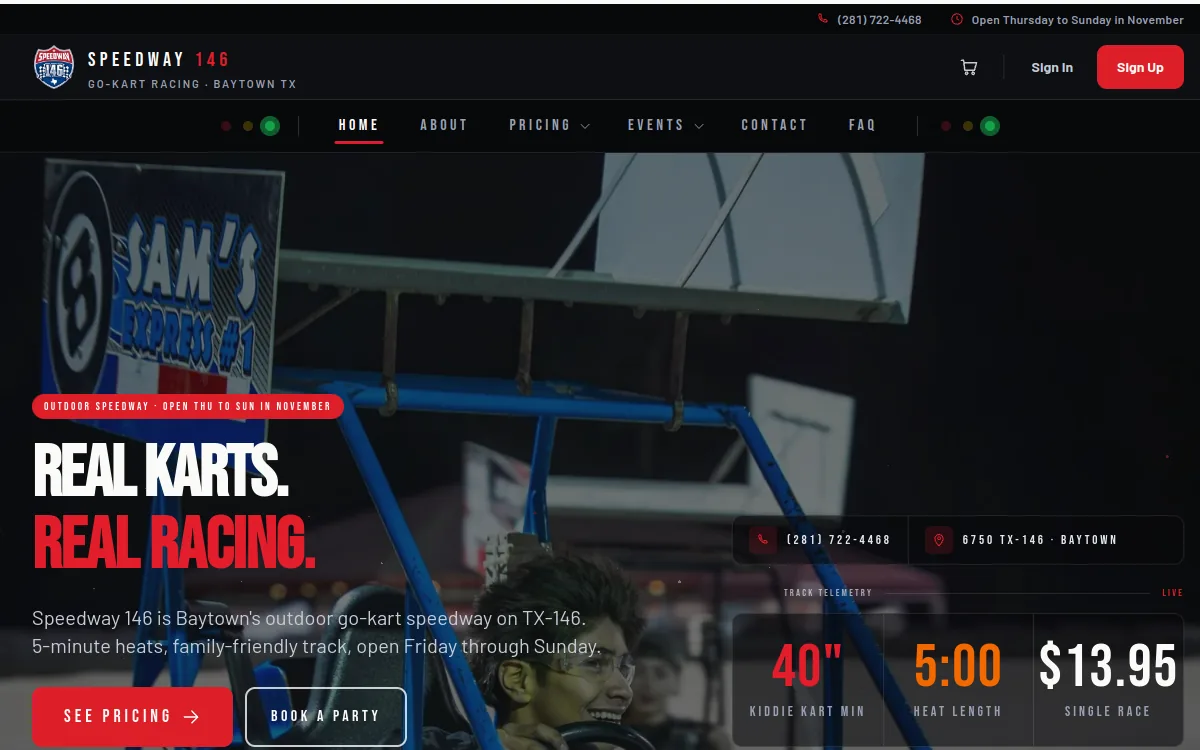 (281) 722-4468
Open Thursday to Sunday in November
SPEEDWAY
146
SPEEDWAY 146
GO-KART RACING · BAYTOWN TX
Sign In
Sign Up
HOME
ABOUT
PRICING
EVENTS
CONTACT
FAQ
8
SAM'S
EXPRESS #1
OUTDOOR SPEEDWAY · OPEN THU TO SUN IN NOVEMBER
REAL KARTS.
REAL RACING.
Speedway 146 is Baytown's outdoor go-kart speedway on TX-146.
5-minute heats, family-friendly track, open Friday through Sunday.
SEE PRICING
BOOK A PARTY
(281) 722-4468
6750 TX-146 · BAYTOWN
TRACK TELEMETRY
LIVE
40"
KIDDIE KART MIN
5:00
HEAT LENGTH
$13.95
SINGLE RACE